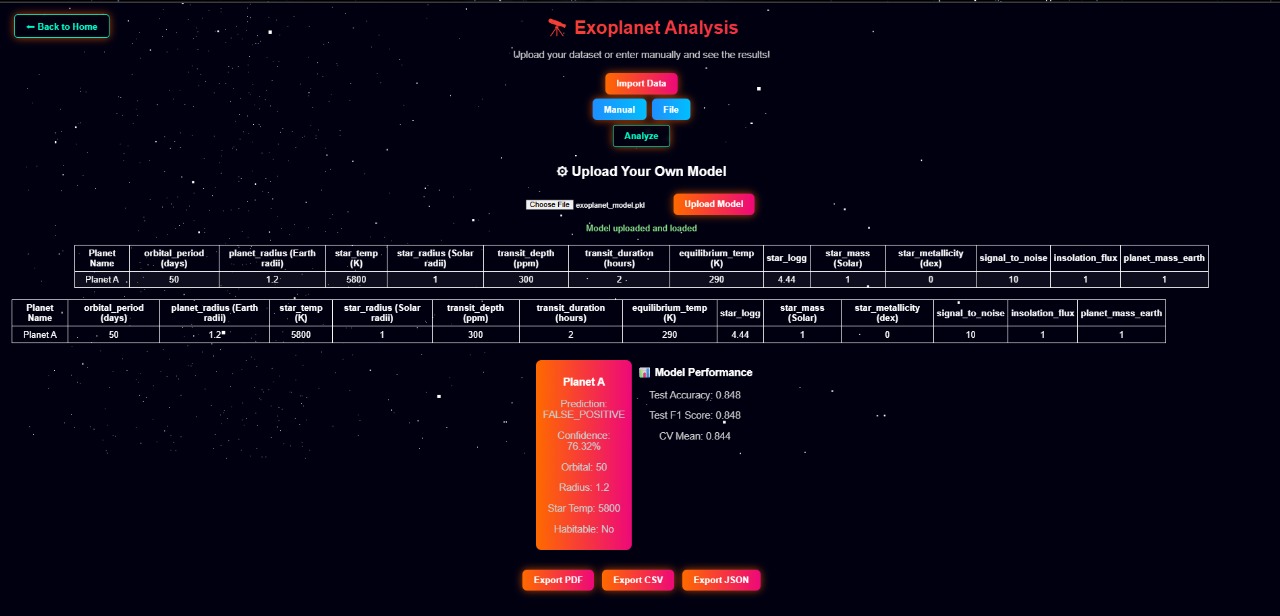 ← Back to Home
Exoplanet Analysis
Upload your dataset or enter manually and see the results!
Import Data
Manual File
Analyze
⚙ Upload Your Own Model
Choose File exoplanet_model.pkl Upload Model
Model uploaded and loaded
Planet Name orbital_period (days) planet_radius (Earth radii) star_temp (K) star_radius (Solar radii) transit_depth (ppm) transit_duration (hours) equilibrium_temp (K) star_logg star_mass (Solar) star_metallicity (dex) signal_to_noise insolation_flux planet_mass_earth
Planet A 50 1.2 5800 1 300 2 290 4.44 1 0 10 1 1
Planet Name orbital_period (days) planet_radius (Earth radii) star_temp (K) star_radius (Solar radii) transit_depth (ppm) transit_duration (hours) equilibrium_temp (K) star_logg star_mass (Solar) star_metallicity (dex) signal_to_noise insolation_flux planet_mass_earth
Planet A 50 1.2 5800 1 300 2 290 4.44 1 0 10 1 1
Planet A
Prediction:
FALSE_POSITIVE
Confidence:
76.32%
Orbital: 50
Radius: 1.2
Star Temp: 5800
Habitable: No
📊 Model Performance
Test Accuracy: 0.848
Test F1 Score: 0.848
CV Mean: 0.844
Export PDF Export CSV Export JSON